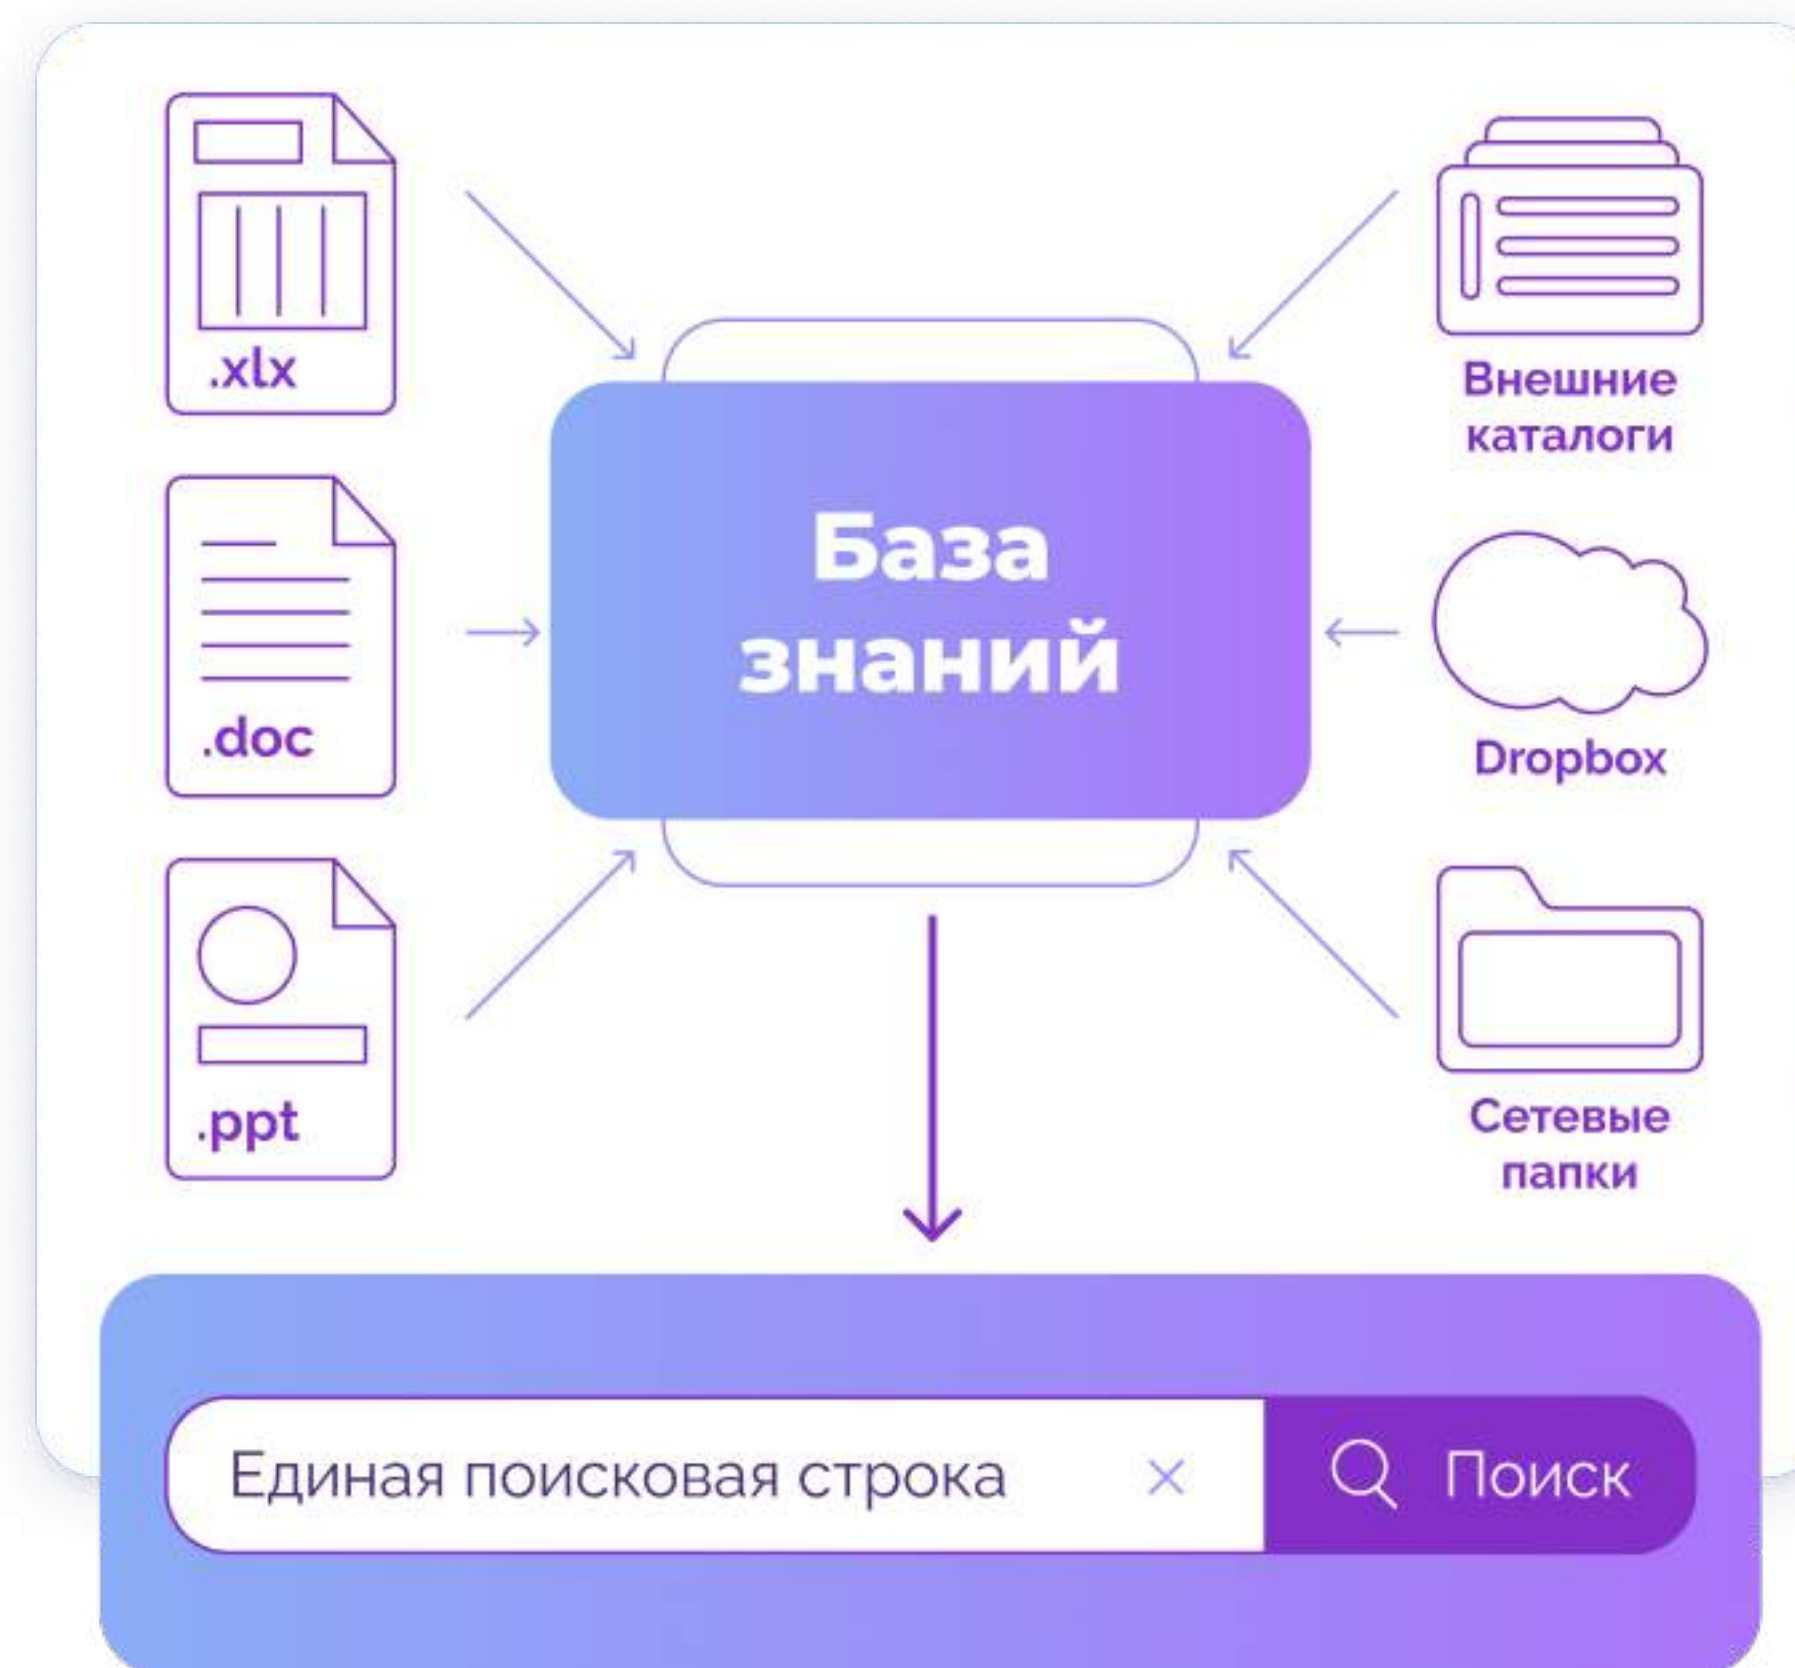 .xlx
.doc
.ppt
База
знаний
Внешние
каталоги
Dropbox
Сетевые
папки
Единая поисковая строка
Поиск